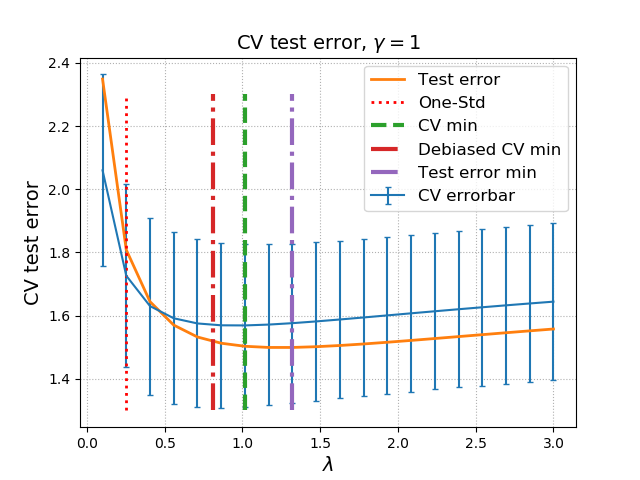 CV test error, γ = 1
CV test error
2.4
2.2
2.0
1.8
1.6
1.4
Test error
One-Std
CV min
Debiased CV min
Test error min
CV errorbar
0.0 0.5 1.0 1.5 2.0 2.5 3.0
λ